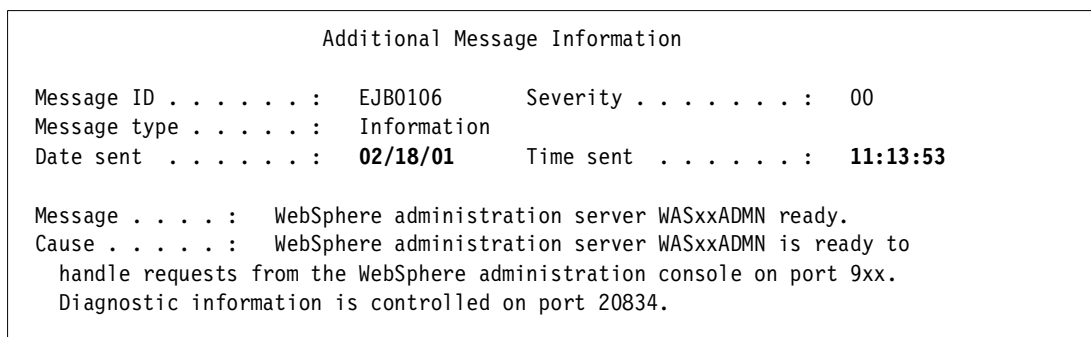 Additional Message Information
Message ID . . . . . . : EJB0106 Severity . . . . . . . : 00
Message type . . . . . : Information
Date sent . . . . . . : 02/18/01 Time sent . . . . . . : 11:13:53
Message . . . . : WebSphere administration server WASxxADMN ready.
Cause . . . . . : WebSphere administration server WASxxADMN is ready to
handle requests from the WebSphere administration console on port 9xx.
Diagnostic information is controlled on port 20834.